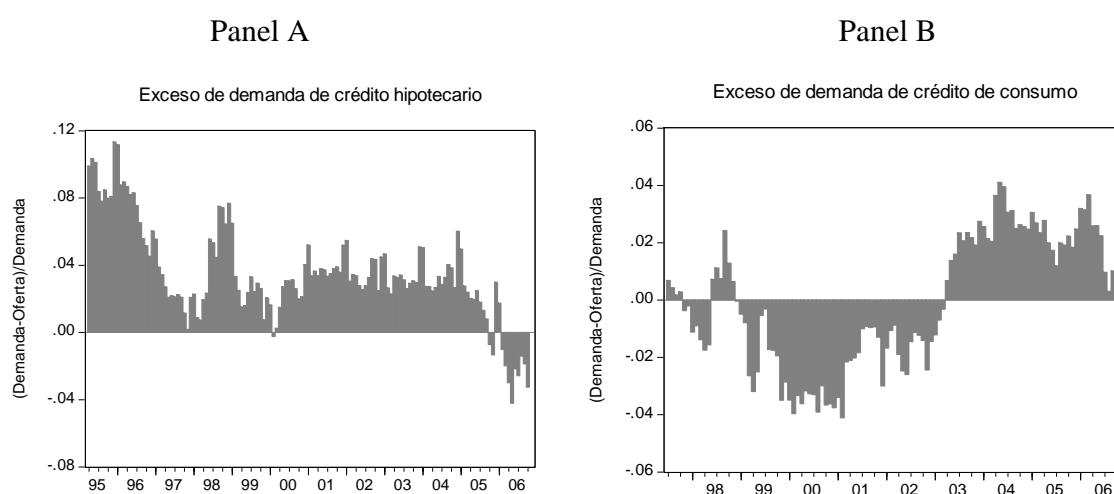 Panel A
Exceso de demanda de crédito hipotecario
(Demanda-Oferta)/Demanda
.12
.08
.04
.00
-.04
-.08
95 96 97 98 99 00 01 02 03 04 05 06
Panel B
Exceso de demanda de crédito de consumo
(Demanda-Oferta)/Demanda
.06
.04
.02
.00
-.02
-.04
-.06
98 99 00 01 02 03 04 05 06